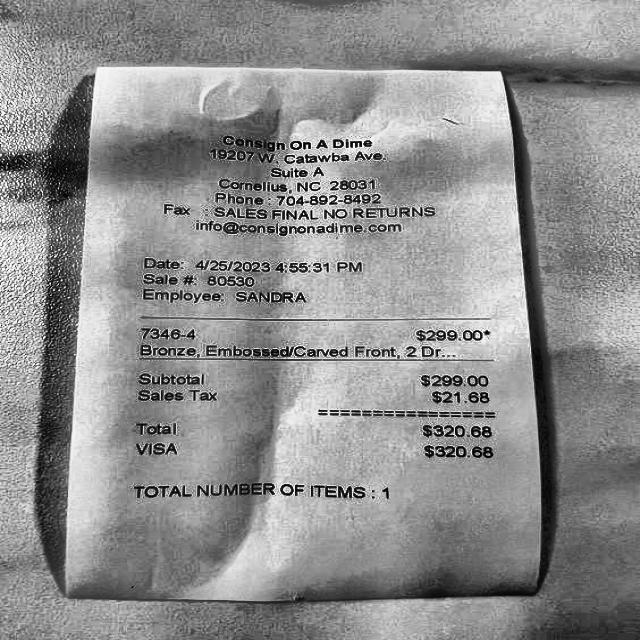 Consign On A Dime
19207 W. Catawba Ave.
Suite A
Cornelius, NC 28031
Phone : 704-892-8492
Fax : SALES FINAL NO RETURNS
info@consignonadime.com
Date: 4/25/2023 4:55:31 PM
Sale #: 80530
Employee: SANDRA
7346-4 $299.00*
Bronze, Embossed/Carved Front, 2 Dr...
Subtotal $299.00
Sales Tax $21.68
================
Total $320.68
VISA $320.68
TOTAL NUMBER OF ITEMS : 1